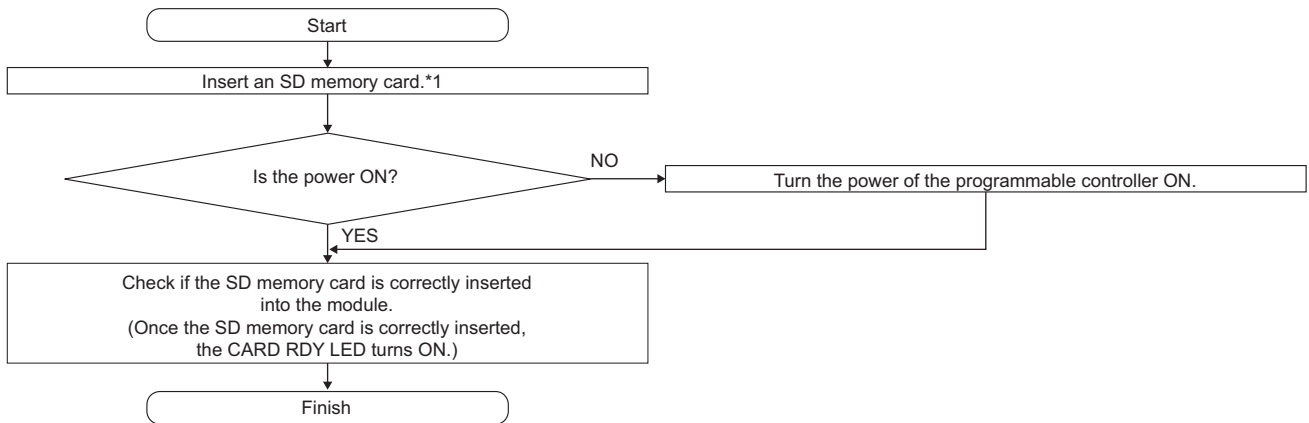 Start
Insert an SD memory card.*1
Is the power ON?
NO
Turn the power of the programmable controller ON.
YES
Check if the SD memory card is correctly inserted
into the module.
(Once the SD memory card is correctly inserted,
the CARD RDY LED turns ON.)
Finish